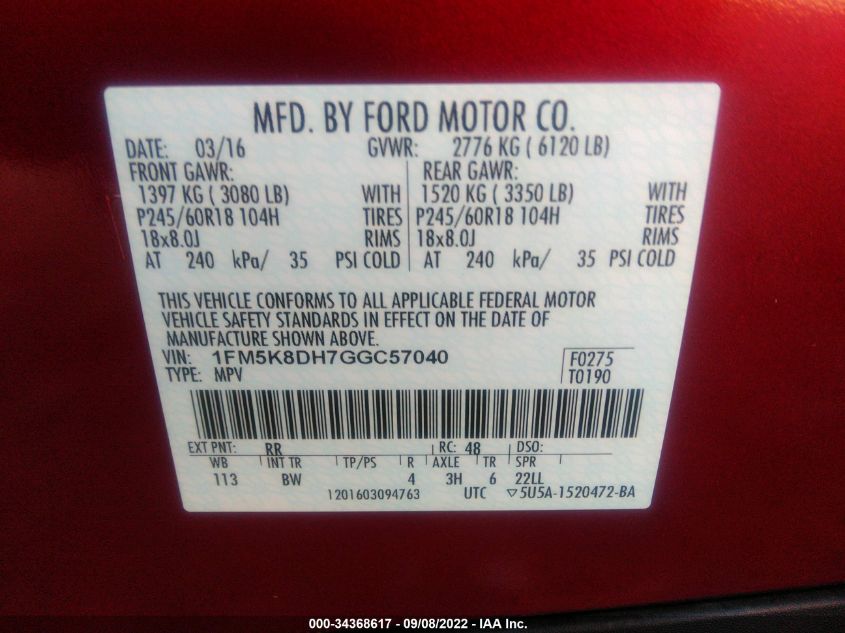 MFD. BY FORD MOTOR CO.
DATE: 03/16 GVWR: 2776 KG ( 6120 LB)
FRONT GAWR: REAR GAWR:
1397 KG ( 3080 LB) WITH 1520 KG ( 3350 LB) WITH
P245/60R18 104H TIRES P245/60R18 104H TIRES
18x8.0J RIMS 18x8.0J RIMS
AT 240 kPa/ 35 PSI COLD AT 240 kPa/ 35 PSI COLD
THIS VEHICLE CONFORMS TO ALL APPLICABLE FEDERAL MOTOR
VEHICLE SAFETY STANDARDS IN EFFECT ON THE DATE OF
MANUFACTURE SHOWN ABOVE.
VIN: 1FM5K8DH7GGC57040 F0275
TYPE: MPV T0190
EXT PNT: RR RC: 48 DSO:
WB INT TR TP/PS R AXLE TR SPR
113 BW 4 3H 6 22LL
1201603094763 UTC ▽5U5A-1520472-BA
000-34368617 - 09/08/2022 - IAA Inc.